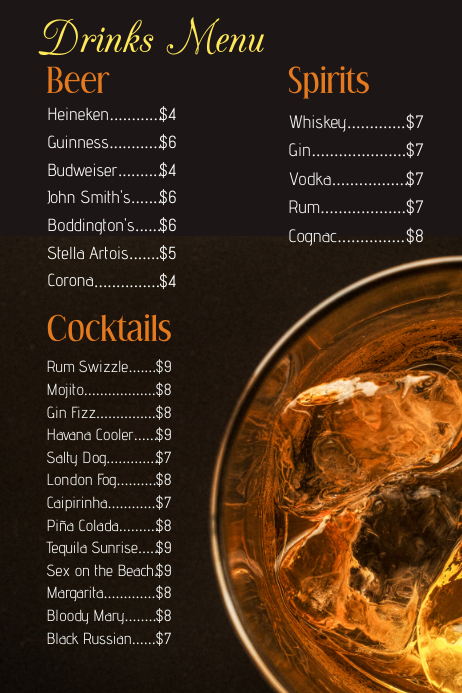 Drinks Menu
Beer
Heineken...........$4
Guinness............$6
Budweiser.........$4
John Smith's......$6
Boddington's......$6
Stella Artois.......$5
Corona..............$4
Spirits
Whiskey.............$7
Gin.....................$7
Vodka................$7
Rum...................$7
Cognac...............$8
Cocktails
Rum Swizzle.......$9
Mojito..................$8
Gin Fizz...............$8
Havana Cooler.....$9
Salty Dog............$7
London Fog.........$8
Caipirinha............$7
Piña Colada.........$8
Tequila Sunrise....$9
Sex on the Beach.$9
Margarita.............$8
Bloody Mary........$8
Black Russian......$7